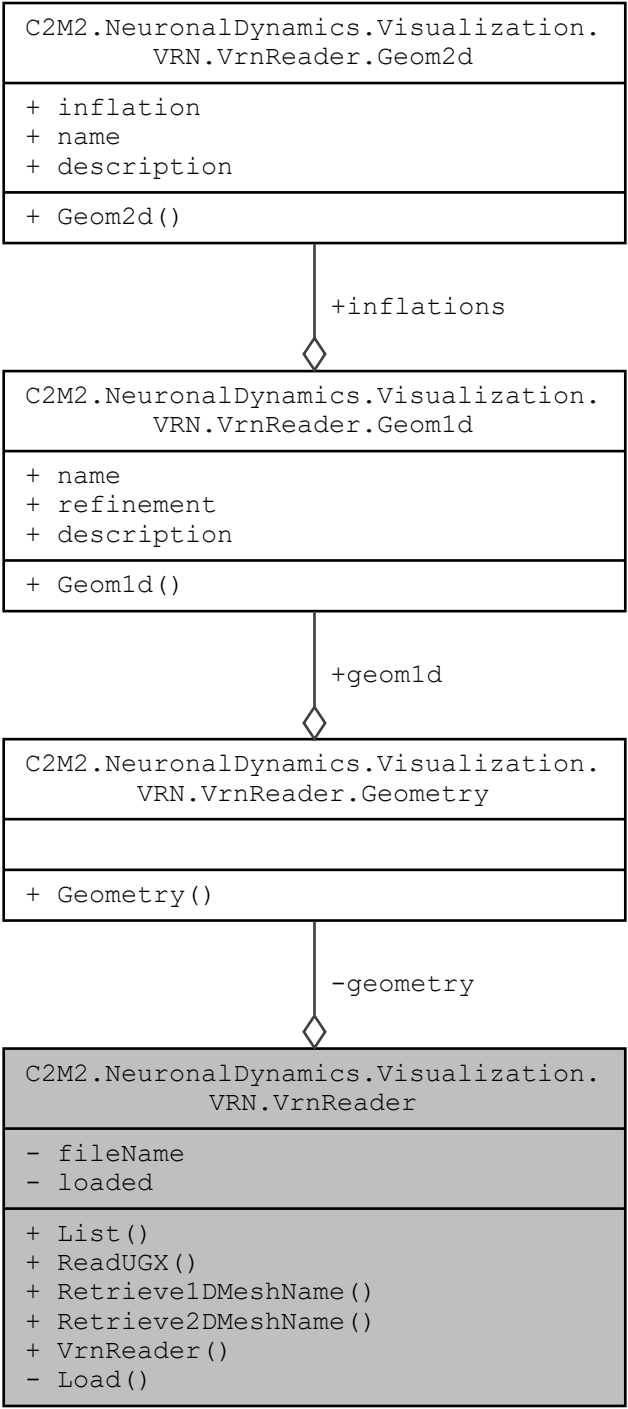 C2M2.NeuronalDynamics.Visualization.
VRN.VrnReader.Geom2d
+ inflation
+ name
+ description
+ Geom2d()
+inflations
C2M2.NeuronalDynamics.Visualization.
VRN.VrnReader.Geom1d
+ name
+ refinement
+ description
+ Geom1d()
+geom1d
C2M2.NeuronalDynamics.Visualization.
VRN.VrnReader.Geometry
+ Geometry()
-geometry
C2M2.NeuronalDynamics.Visualization.
VRN.VrnReader
- fileName
- loaded
+ List()
+ ReadUGX()
+ Retrieve1DMeshName()
+ Retrieve2DMeshName()
+ VrnReader()
- Load()